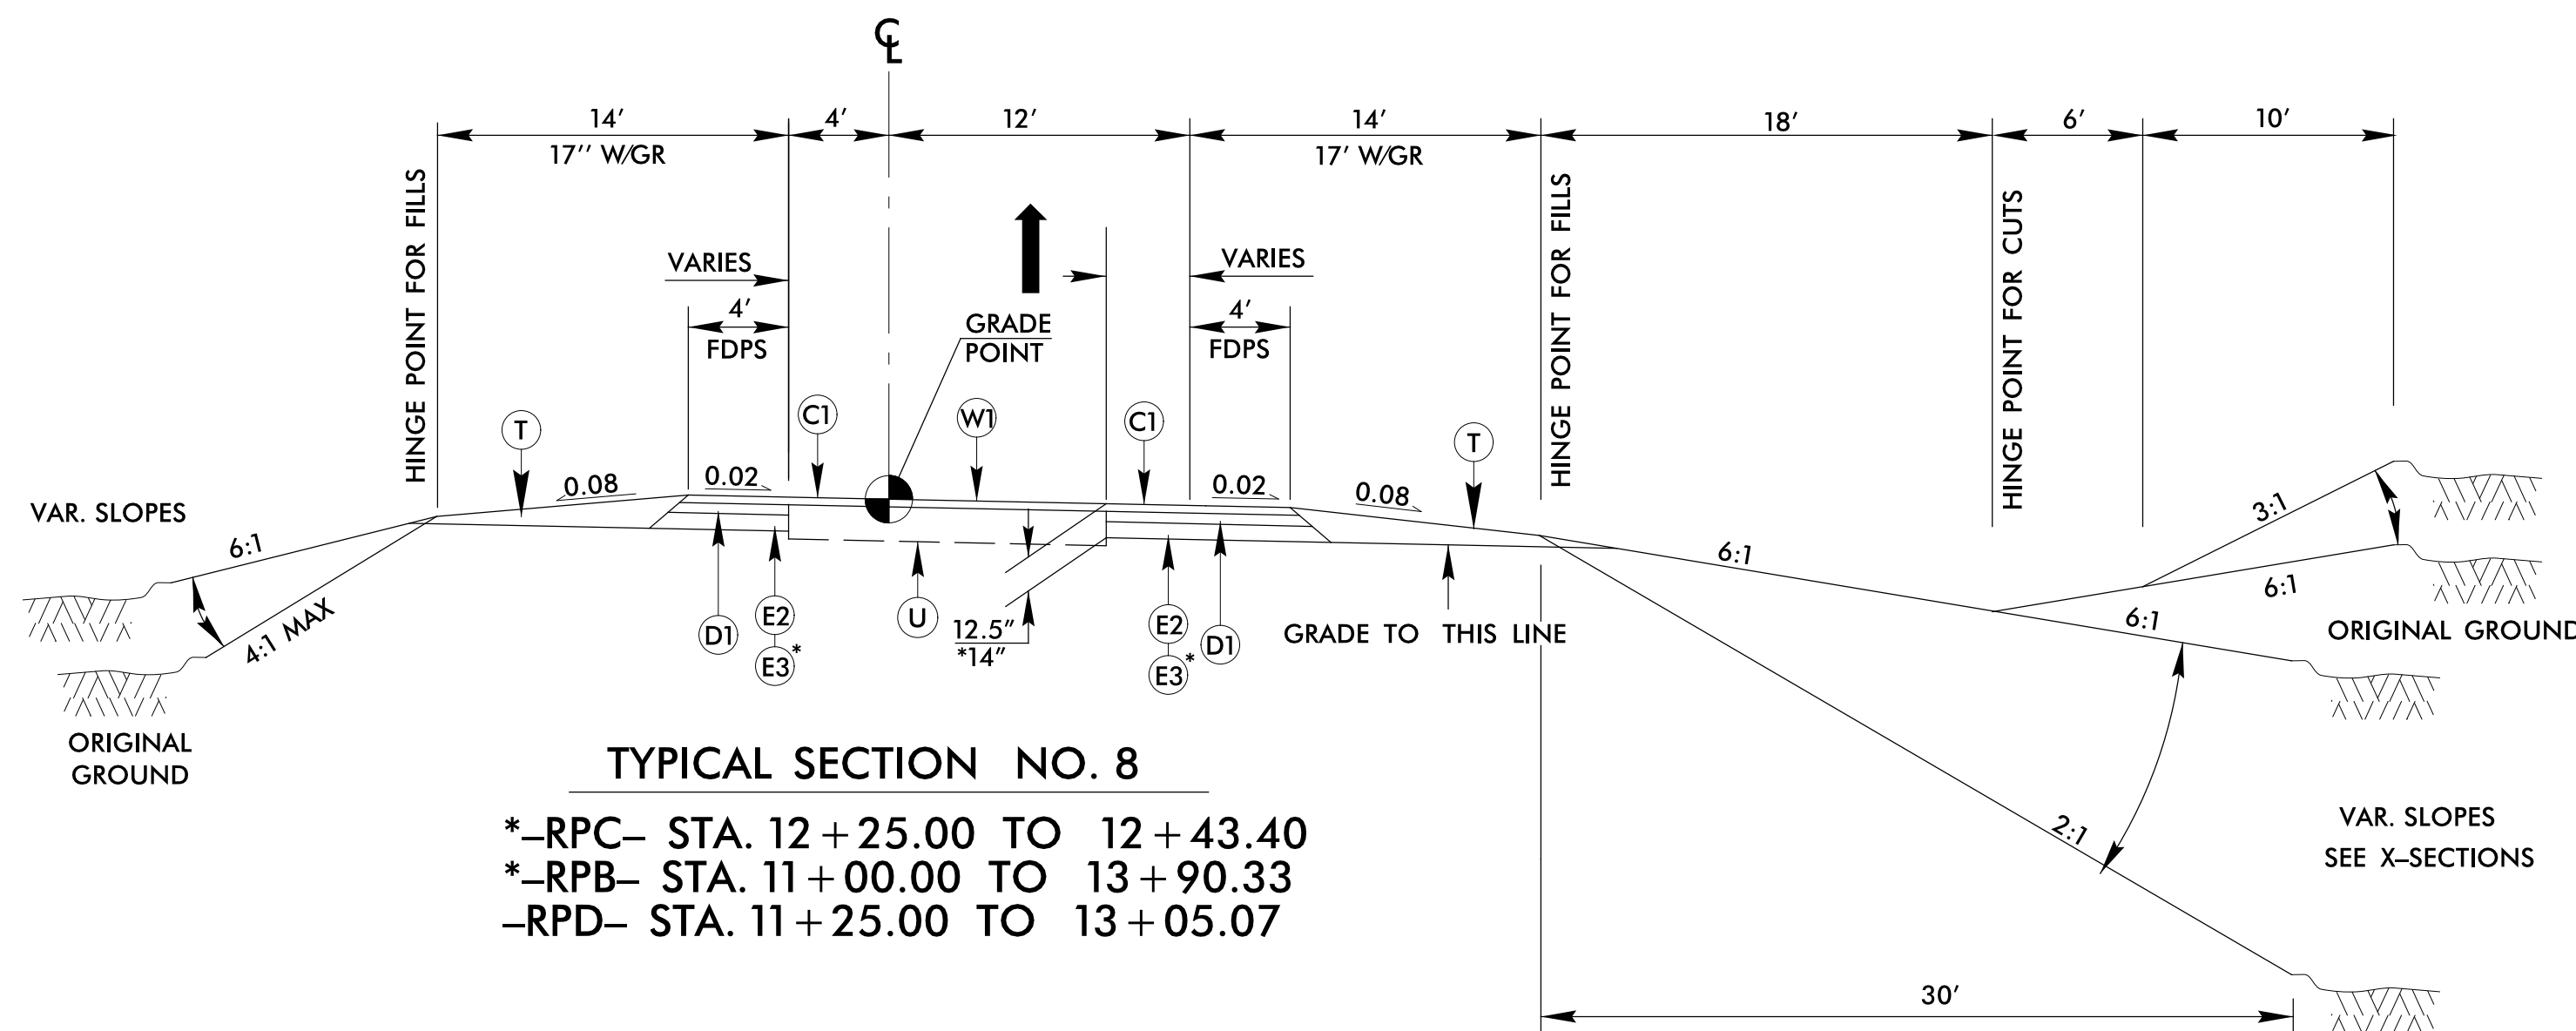 ℄
14′ 4′ 12′ 14′ 18′ 6′ 10′
17′′ W/GR 17′ W/GR
HINGE POINT FOR FILLS
HINGE POINT FOR FILLS
HINGE POINT FOR CUTS
VARIES VARIES
4′ 4′
FDPS FDPS
GRADE
POINT
T C1 W1 C1 T
0.08 0.02 0.02 0.08
VAR. SLOPES
6:1
4:1 MAX
ORIGINAL
GROUND
D1 E2 U E2 D1
E3* E3*
12.5″
*14″
GRADE TO THIS LINE
6:1
3:1
6:1
6:1
ORIGINAL GROUND
2:1
VAR. SLOPES
SEE X–SECTIONS
30′
TYPICAL SECTION NO. 8
*–RPC– STA. 12+25.00 TO 12+43.40
*–RPB– STA. 11+00.00 TO 13+90.33
–RPD– STA. 11+25.00 TO 13+05.07